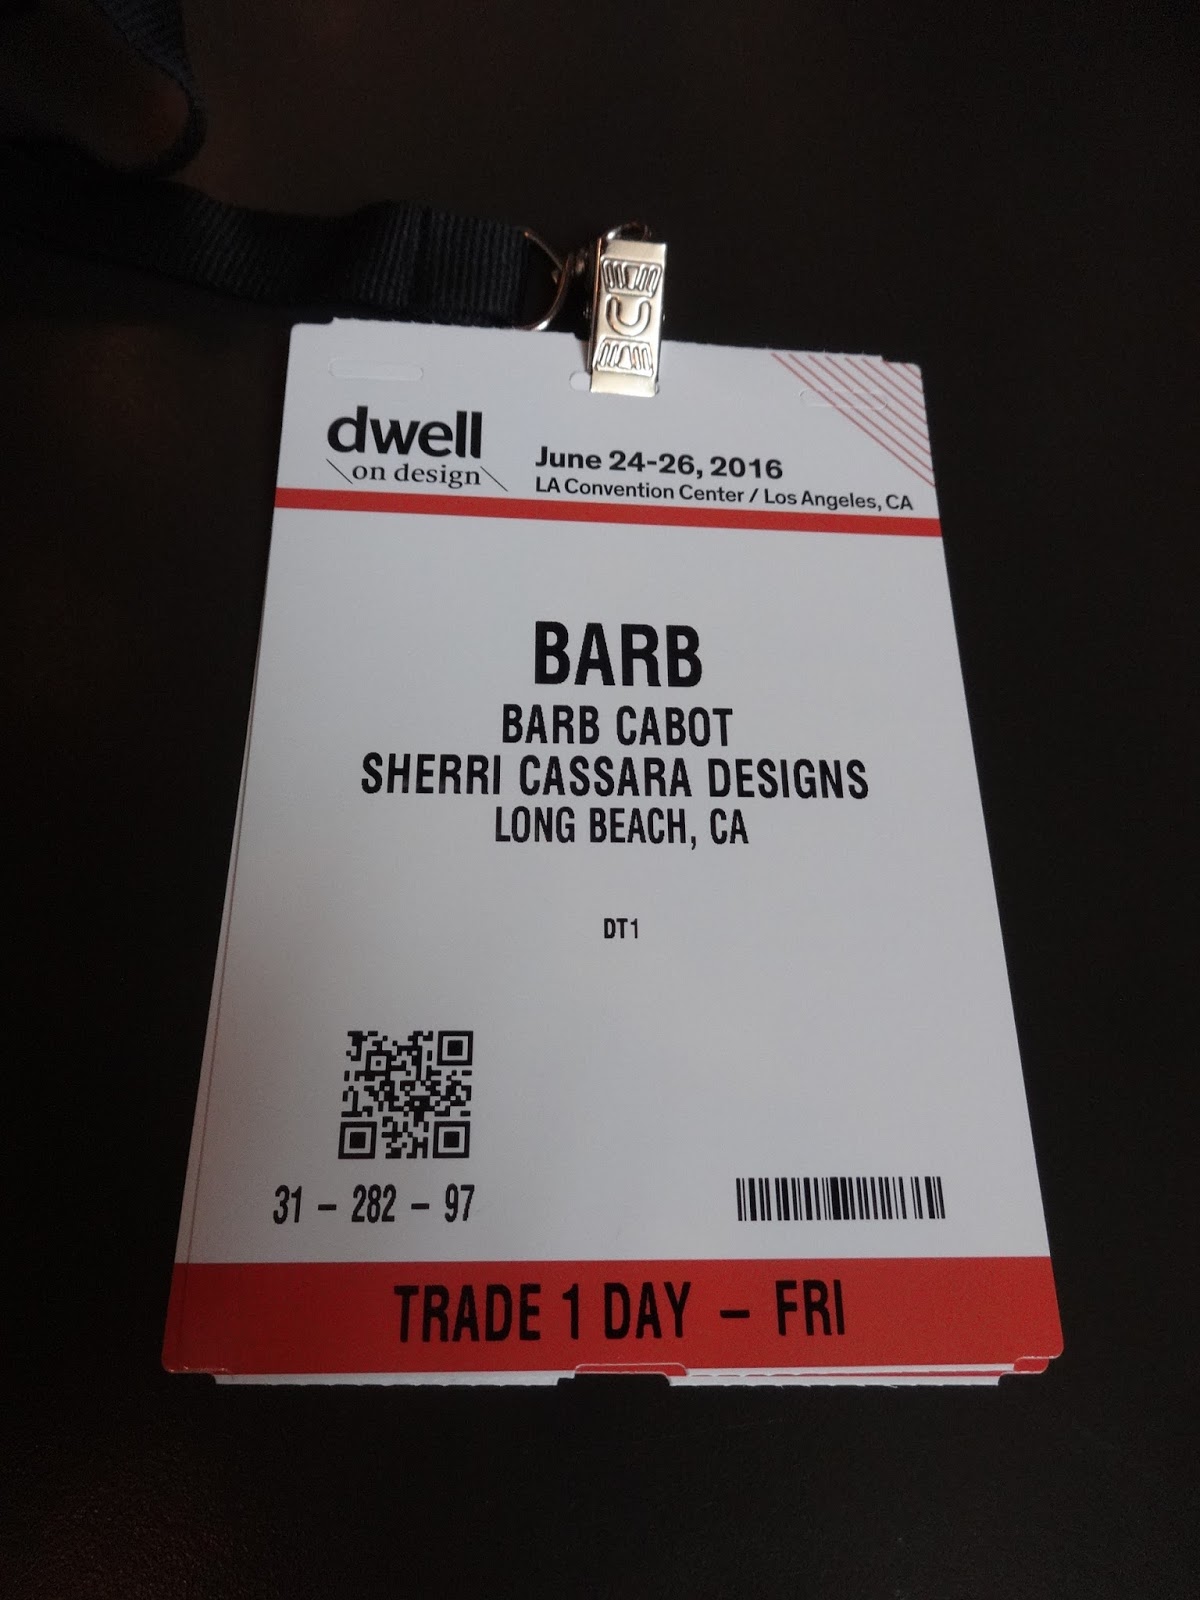 dwell
on design
June 24-26, 2016
LA Convention Center / Los Angeles, CA
BARB
BARB CABOT
SHERRI CASSARA DESIGNS
LONG BEACH, CA
DT1
31 – 282 – 97
TRADE 1 DAY – FRI